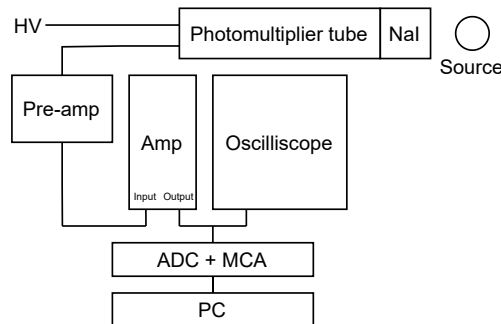 HV
Photomultiplier tube
NaI
Source
Pre-amp
Amp
Input
Output
Oscilliscope
ADC + MCA
PC